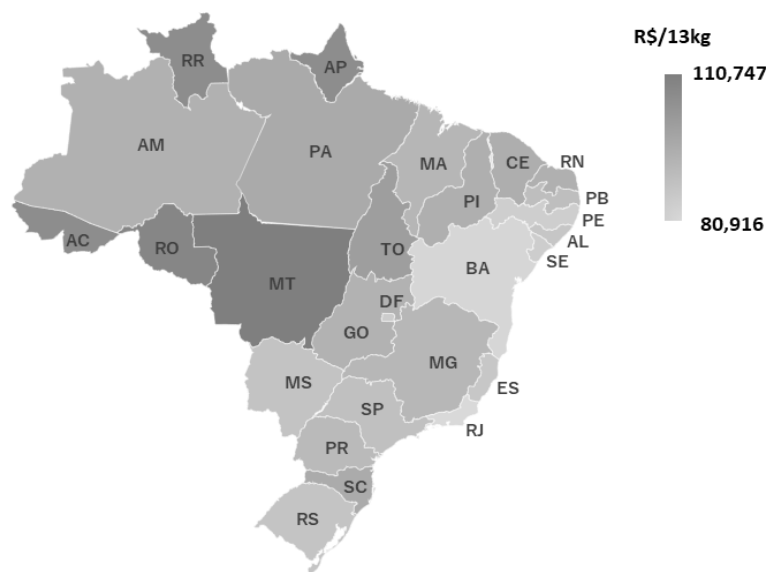 R$/13kg
110,747
80,916
RR
AP
AM
PA
MA
CE
RN
PI
PB
PE
AL
SE
AC
RO
TO
BA
MT
DF
GO
MG
MS
ES
SP
RJ
PR
SC
RS